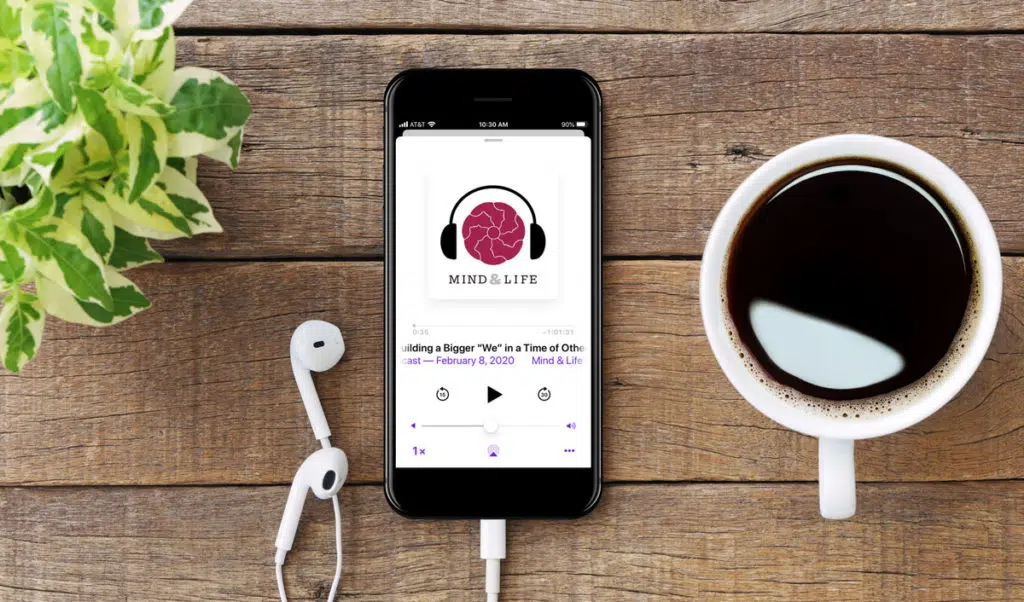 AT&T 10:30 AM 90%
MIND & LIFE
0:35 -1:01:31
uilding a Bigger "We" in a Time of Othe
cast — February 8, 2020 Mind & Life
15 30
1×